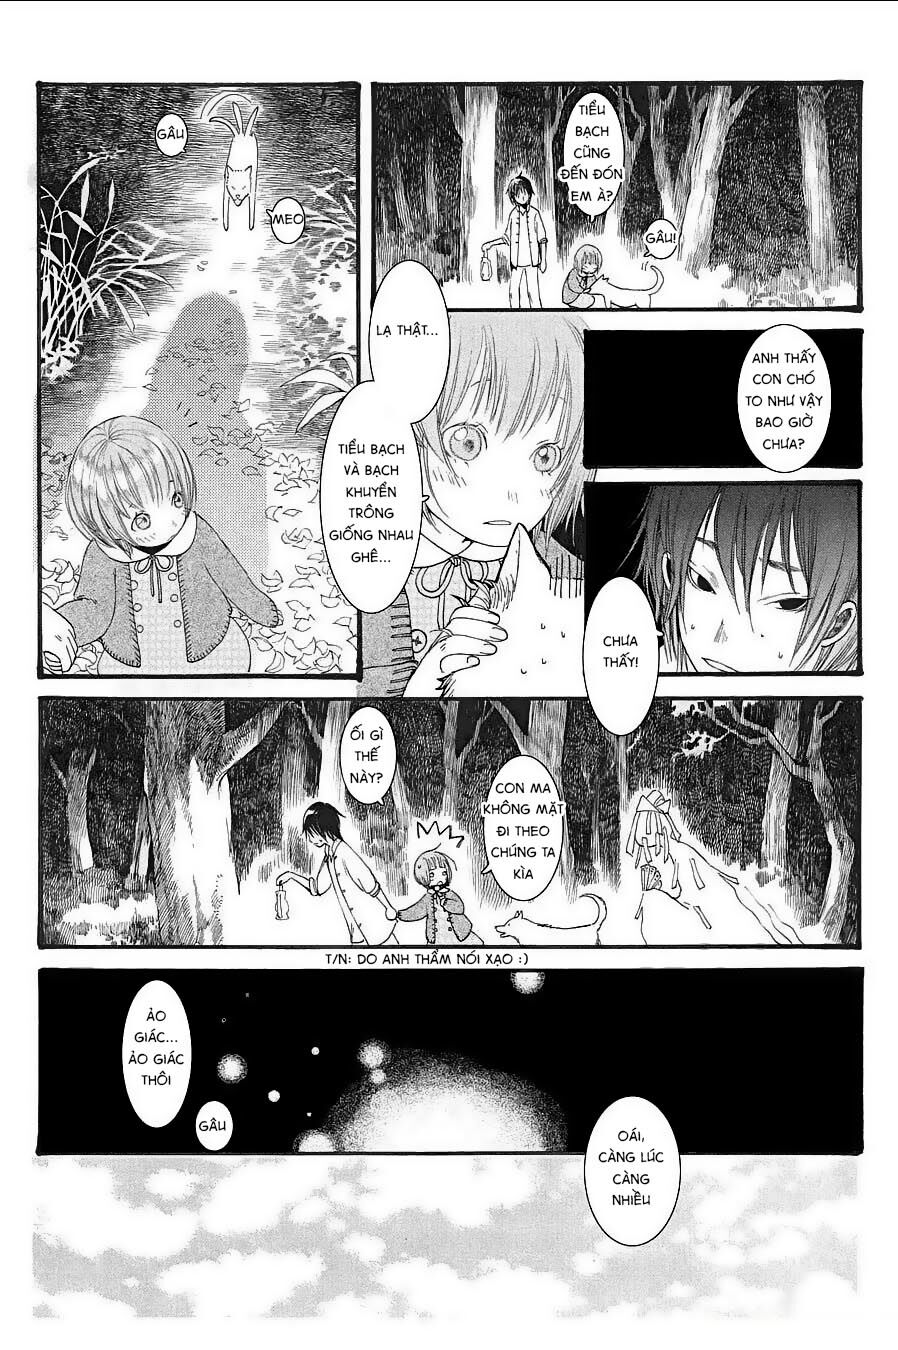 GÂU
MEO
TIỂU
BẠCH
CŨNG
ĐẾN ĐÓN
EM À?
GÂU!
LẠ THẬT...
TIỂU BẠCH
VÀ BẠCH
KHUYỂN
TRÔNG
GIỐNG NHAU
GHÊ...
ANH THẤY
CON CHÓ
TO NHƯ VẬY
BAO GIỜ
CHƯA?
CHƯA
THẤY!
ỐI GÌ
THẾ
NÀY?
CON MA
KHÔNG MẶT
ĐI THEO
CHÚNG TA
KÌA
T/N: DO ANH THẨM NÓI XẠO :)
ẢO
GIÁC...
ẢO GIÁC
THÔI
GÂU
OÁI,
CÀNG LÚC
CÀNG
NHIỀU